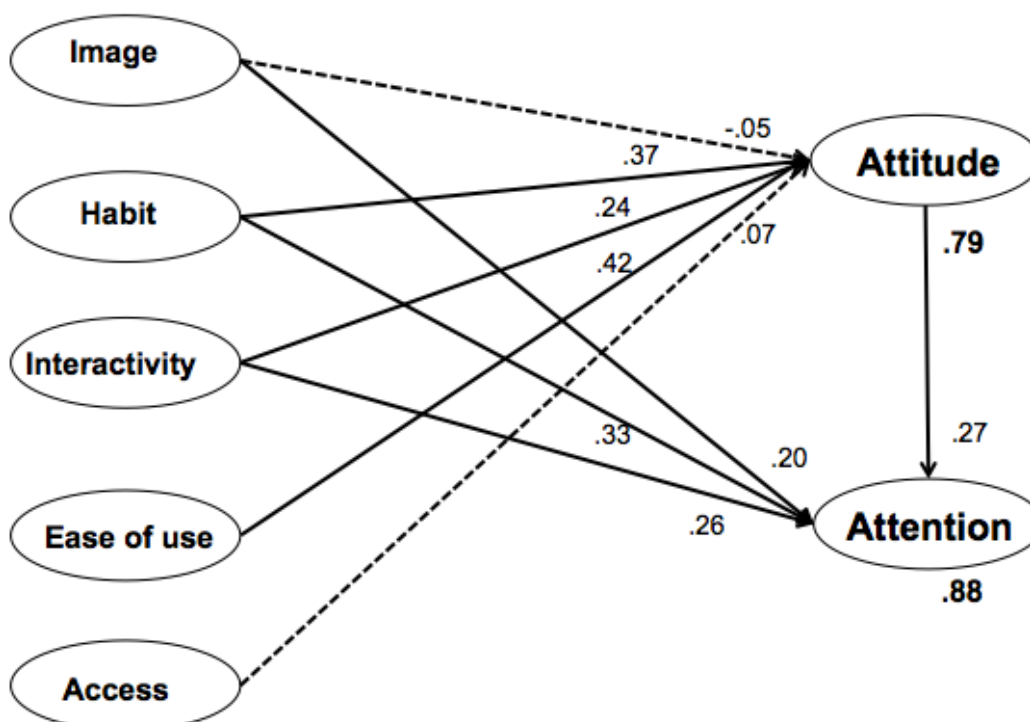 Image
-.05
.37
Attitude
Habit
.24
.07
.79
.42
Interactivity
.33
.27
.20
.26
Ease of use
Attention
.88
Access